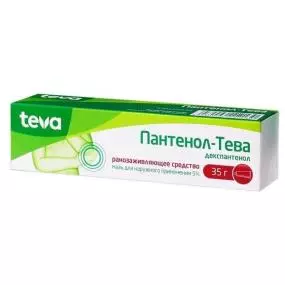 teva
Пантенол-Тева
декспантенол
ранозаживляющее средство
мазь для наружного применения 5%
35 г